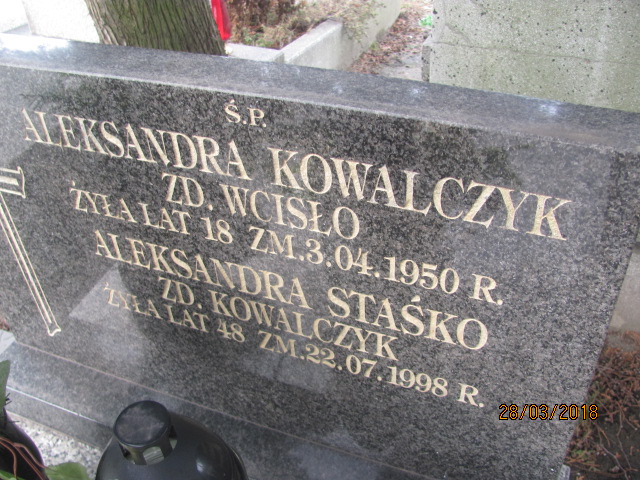 Ś.P.
ALEKSANDRA KOWALCZYK
ZD. WCISŁO
ŻYŁA LAT 18 ZM.3.04.1950 R.
ALEKSANDRA STAŚKO
ZD. KOWALCZYK
ŻYŁA LAT 48 ZM.22.07.1998 R.
28/03/2018